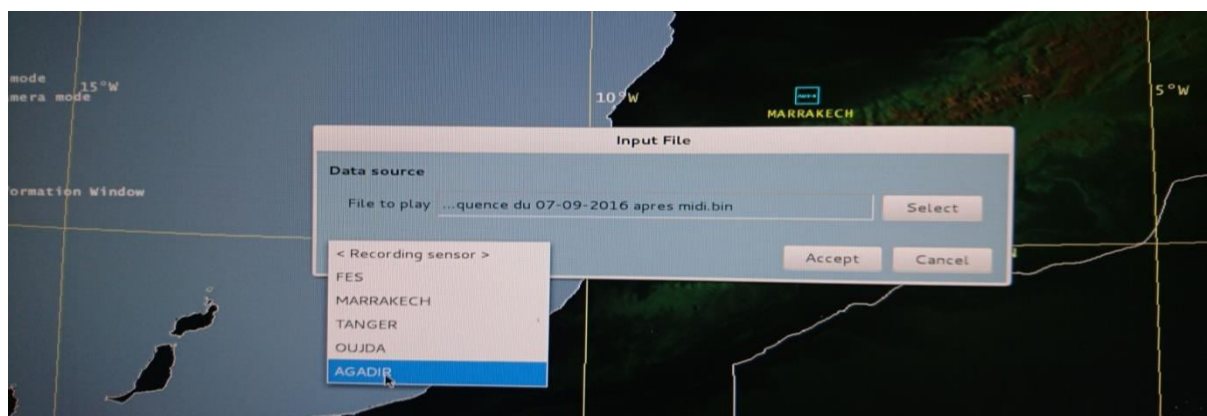 mode
mera mode
15°W
10°W
5°W
MARRAKECH
Input File
Data source
File to play ...quence du 07-09-2016 apres midi.bin Select
Accept Cancel
< Recording sensor >
FES
MARRAKECH
TANGER
OUJDA
AGADIR
ormation Window